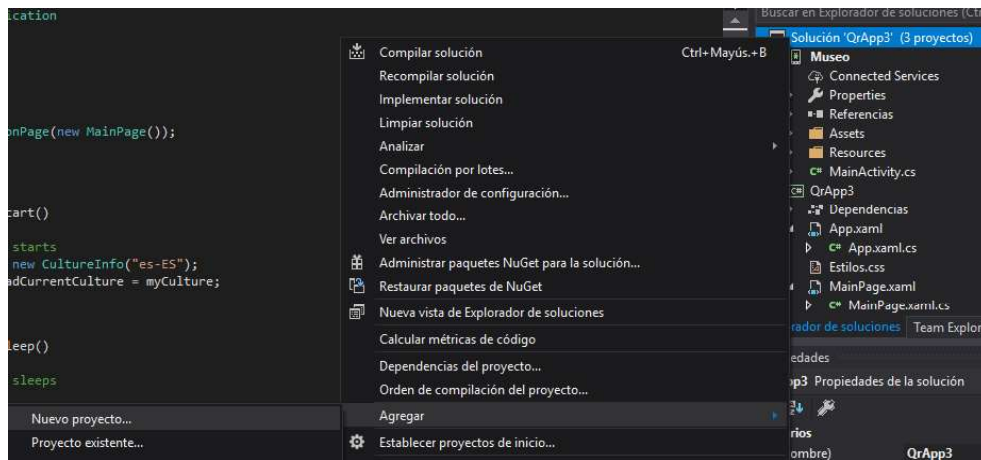 ication
onPage(new MainPage());
tart()
starts
new CultureInfo("es-ES");
adCurrentCulture = myCulture;
leep()
sleeps
Compilar solución Ctrl+Mayús.+B
Recompilar solución
Implementar solución
Limpiar solución
Analizar
Compilación por lotes...
Administrador de configuración...
Archivar todo...
Ver archivos
Administrar paquetes NuGet para la solución...
Restaurar paquetes de NuGet
Nueva vista de Explorador de soluciones
Calcular métricas de código
Dependencias del proyecto...
Orden de compilación del proyecto...
Agregar
Establecer proyectos de inicio...
Nuevo proyecto...
Proyecto existente...
Buscar en Explorador de soluciones (Ct
Solución 'QrApp3' (3 proyectos)
Museo
Connected Services
Properties
Referencias
Assets
Resources
C# MainActivity.cs
C# QrApp3
Dependencias
App.xaml
C# App.xaml.cs
Estilos.css
MainPage.xaml
C# MainPage.xaml.cs
rador de soluciones Team Explor
edades
pp3 Propiedades de la solución
rios
ombre) QrApp3